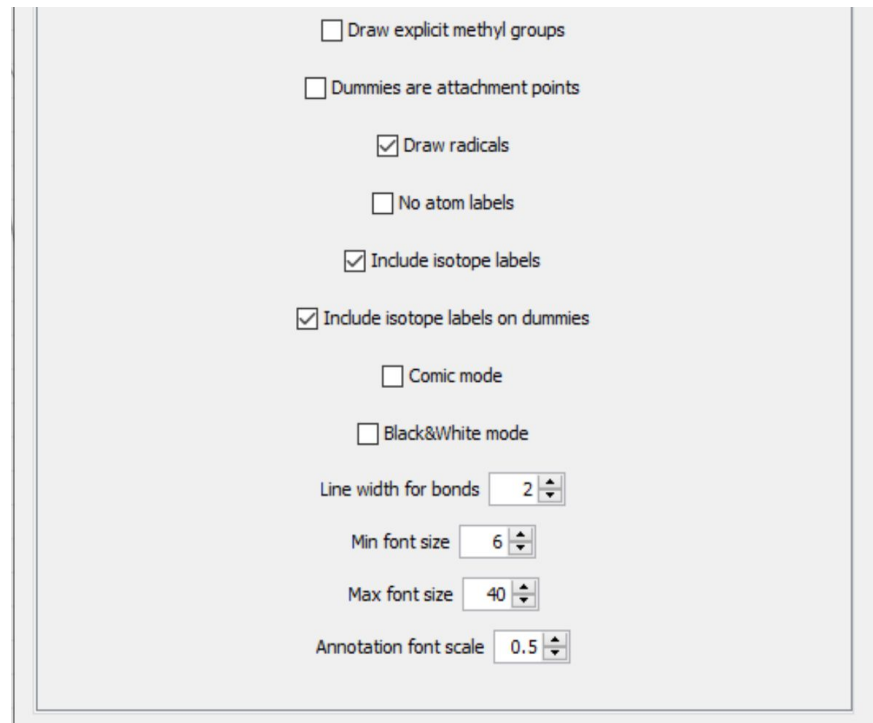 Draw explicit methyl groups
Dummies are attachment points
Draw radicals
No atom labels
Include isotope labels
Include isotope labels on dummies
Comic mode
Black&White mode
Line width for bonds 2
Min font size 6
Max font size 40
Annotation font scale 0.5